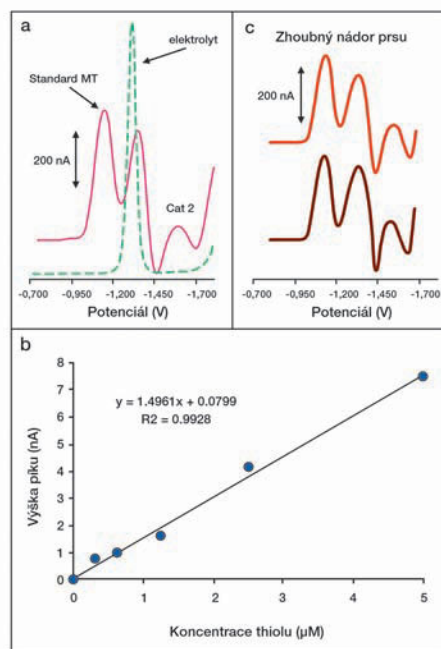 a
elektrolyt
Standard MT
200 nA
Cat 2
-0,700 -0,950 -1,200 -1,450 -1,700
Potenciál (V)
c
Zhoubný nádor prsu
200 nA
-0,700 -0,950 -1,200 -1,450 -1,700
Potenciál (V)
b
8
7
6
5
4
3
2
1
0
y = 1.4961x + 0.0799
R2 = 0.9928
Výška píku (nA)
0 1 2 3 4 5
Koncentrace thiolu (µM)